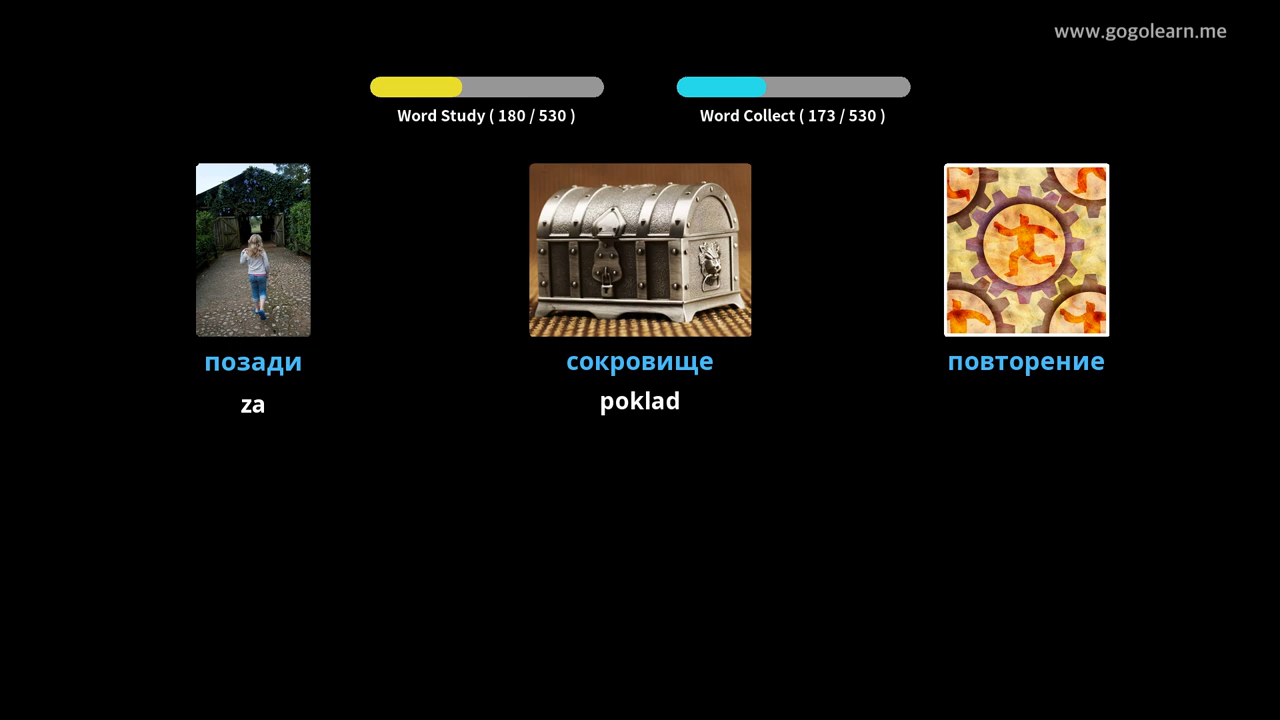 www.gogolearn.me
Word Study ( 180 / 530 )
Word Collect ( 173 / 530 )
позади
сокровище
повторение
za
poklad